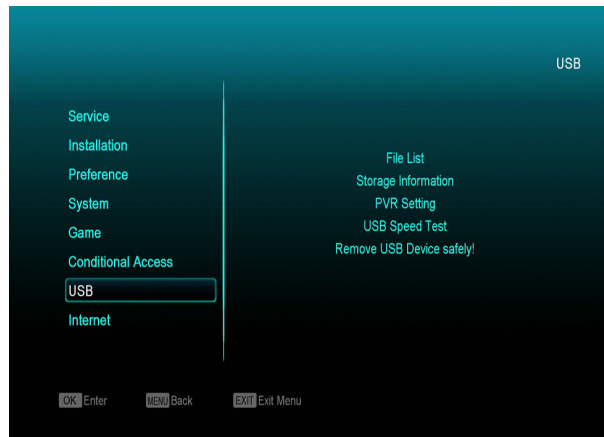 USB
Service
Installation
Preference
System
Game
Conditional Access
USB
Internet
File List
Storage Information
PVR Setting
USB Speed Test
Remove USB Device safely!
OK Enter MENU Back EXIT Exit Menu